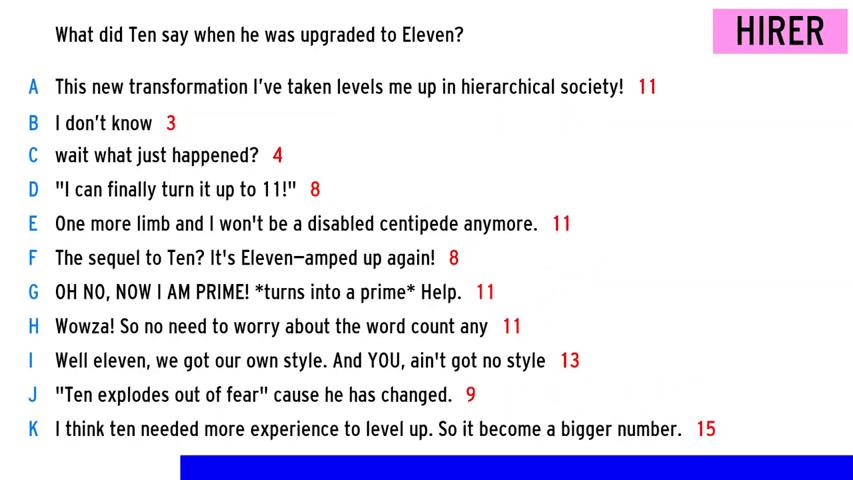 What did Ten say when he was upgraded to Eleven?
HIRER
A This new transformation I've taken levels me up in hierarchical society! 11
B I don't know 3
C wait what just happened? 4
D "I can finally turn it up to 11!" 8
E One more limb and I won't be a disabled centipede anymore. 11
F The sequel to Ten? It's Eleven—amped up again! 8
G OH NO, NOW I AM PRIME! *turns into a prime* Help. 11
H Wowza! So no need to worry about the word count any 11
I Well eleven, we got our own style. And YOU, ain't got no style 13
J "Ten explodes out of fear" cause he has changed. 9
K I think ten needed more experience to level up. So it become a bigger number. 15